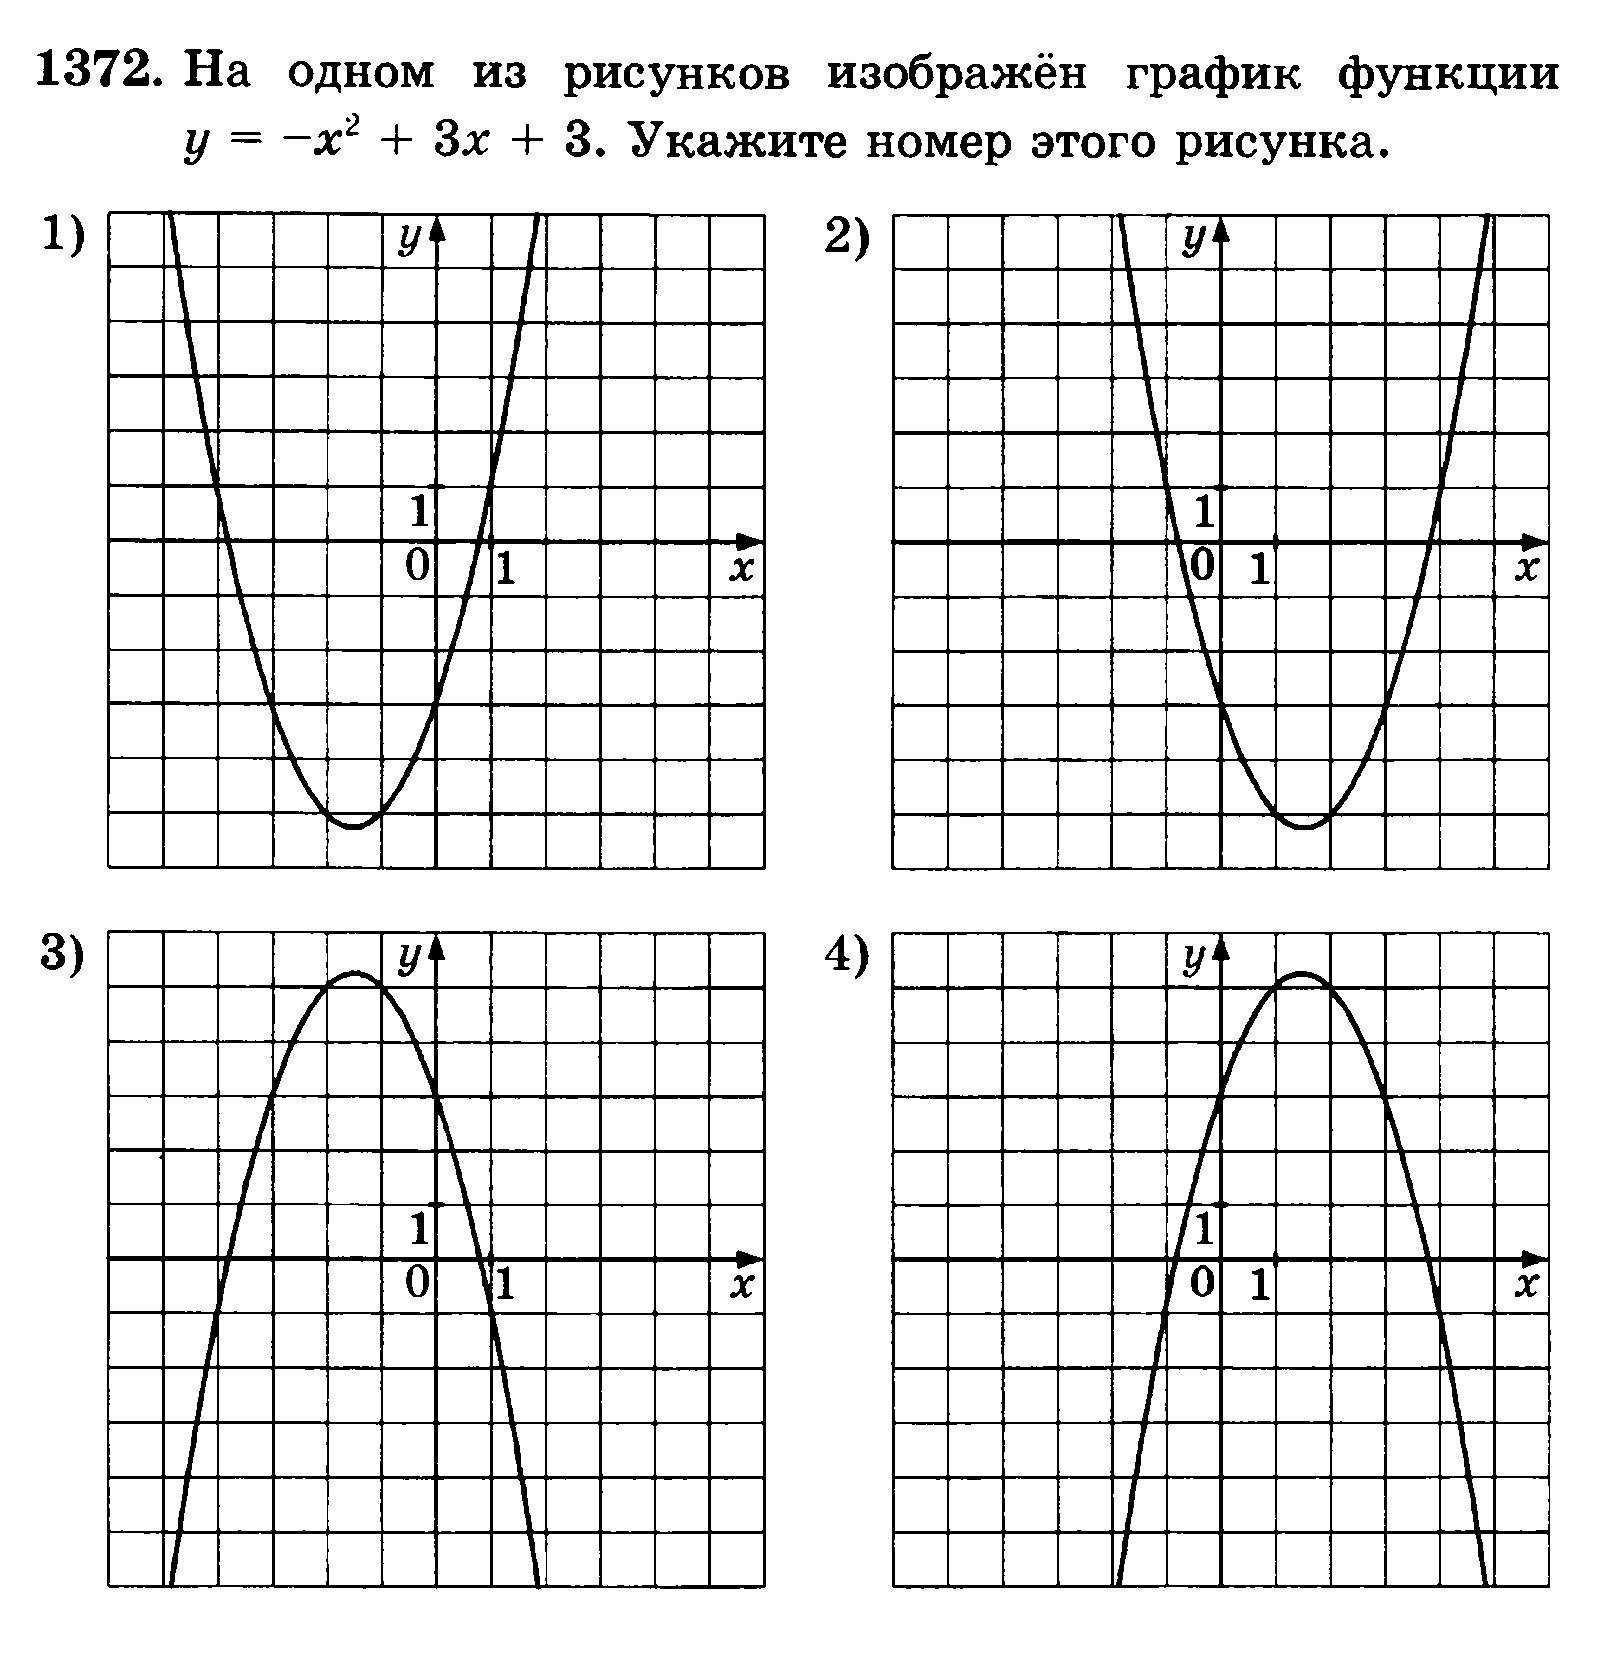 1372. На одном из рисунков изображён график функции
y = −x² + 3x + 3. Укажите номер этого рисунка.
1)
y
1
0
1
x
2)
y
1
0
1
x
3)
y
1
0
1
x
4)
y
1
0
1
x